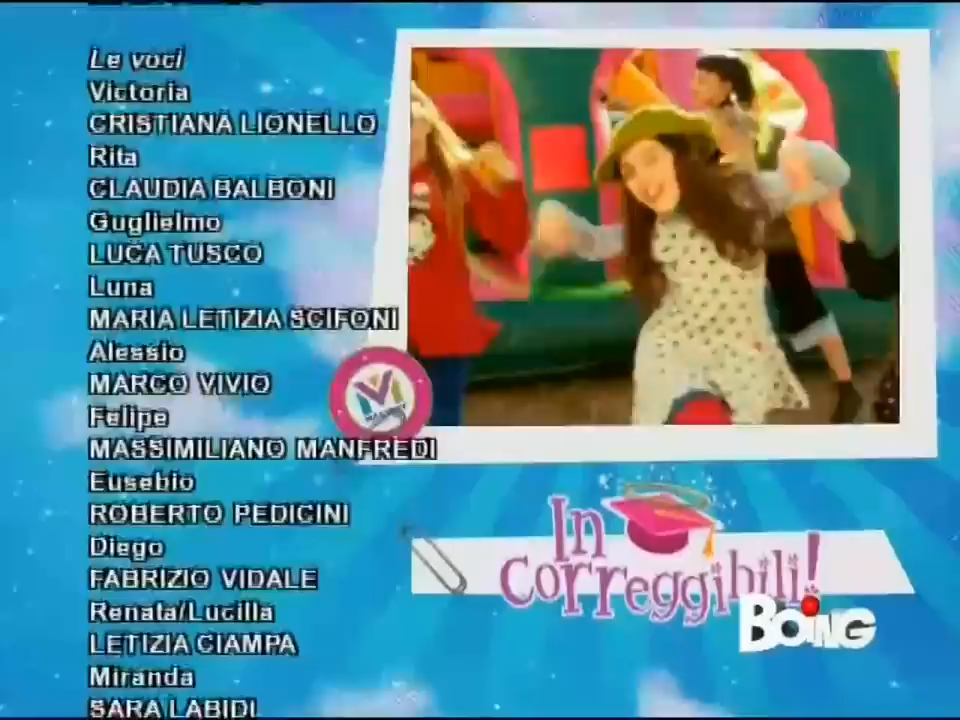 Le voci
Victoria
CRISTIANA LIONELLO
Rita
CLAUDIA BALBONI
Guglielmo
LUCA TUSCO
Luna
MARIA LETIZIA SCIFONI
Alessio
MARCO VIVIO
Felipe
MASSIMILIANO MANFREDI
Eusebio
ROBERTO PEDICINI
Diego
FABRIZIO VIDALE
Renata/Lucilla
LETIZIA CIAMPA
Miranda
SARA LABIDI
In
Correggibili!
BOING